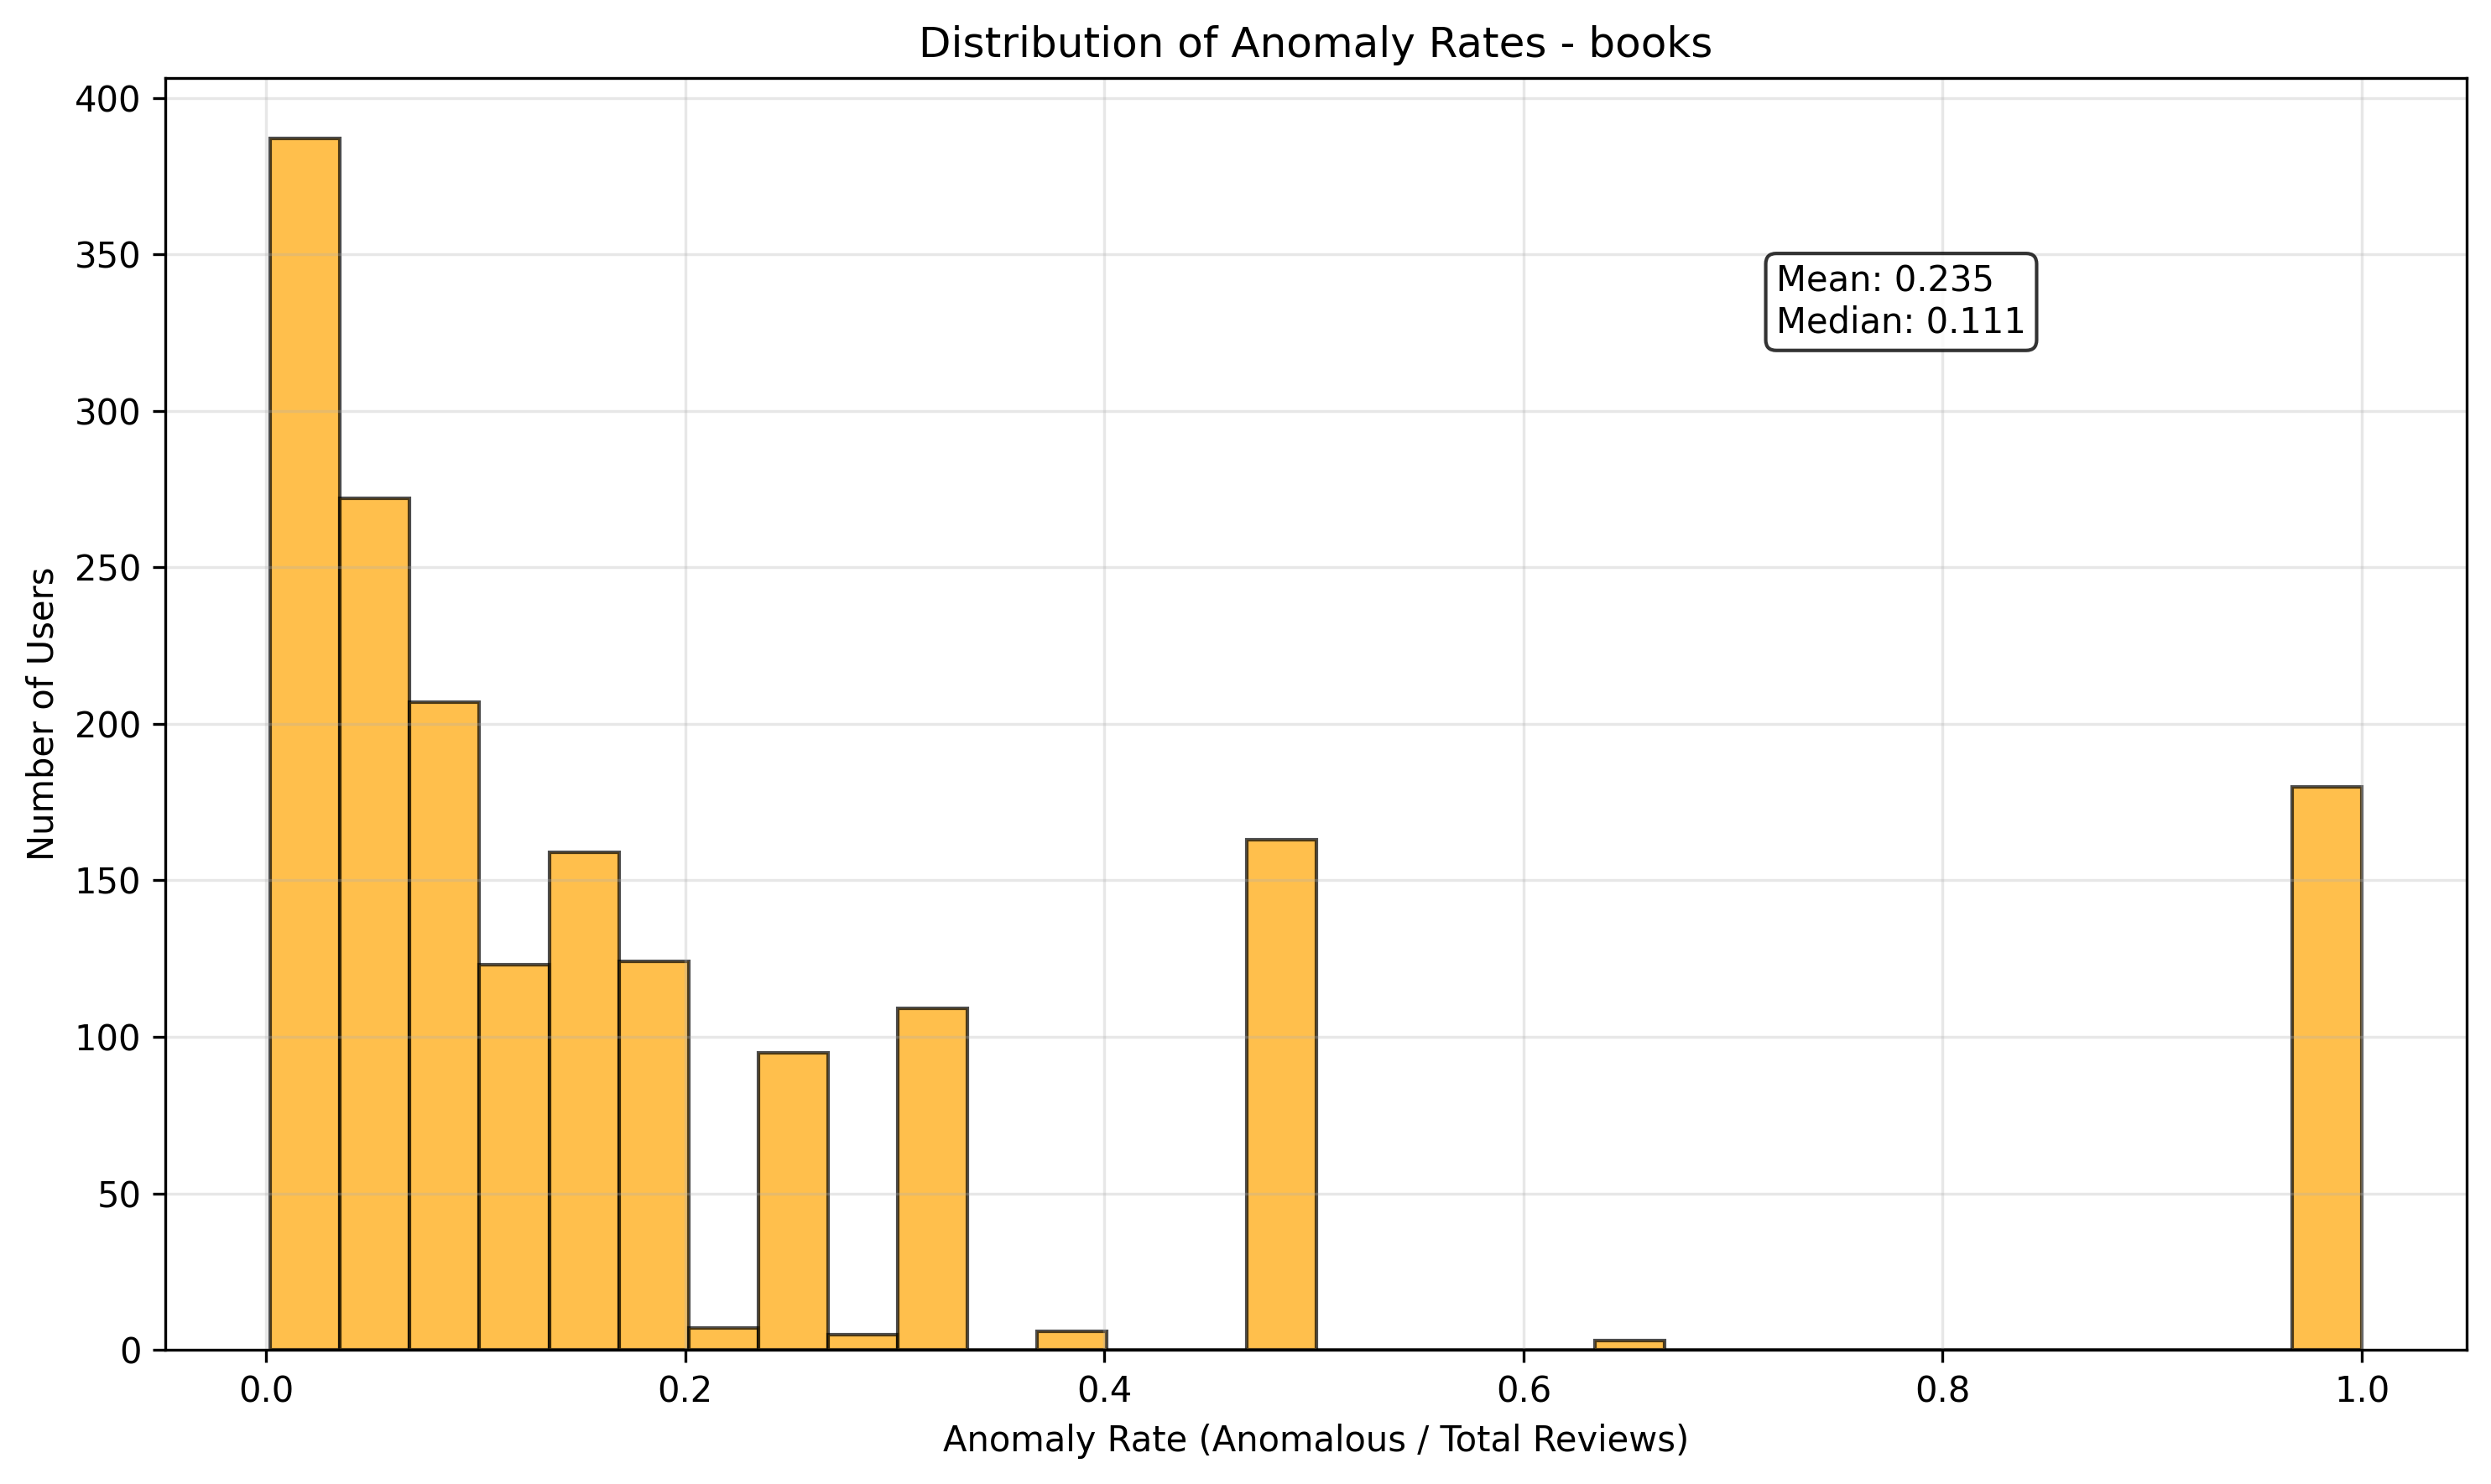 Distribution of Anomaly Rates - books
400
350
300
250
200
150
100
50
0
Number of Users
Mean: 0.235
Median: 0.111
0.0 0.2 0.4 0.6 0.8 1.0
Anomaly Rate (Anomalous / Total Reviews)